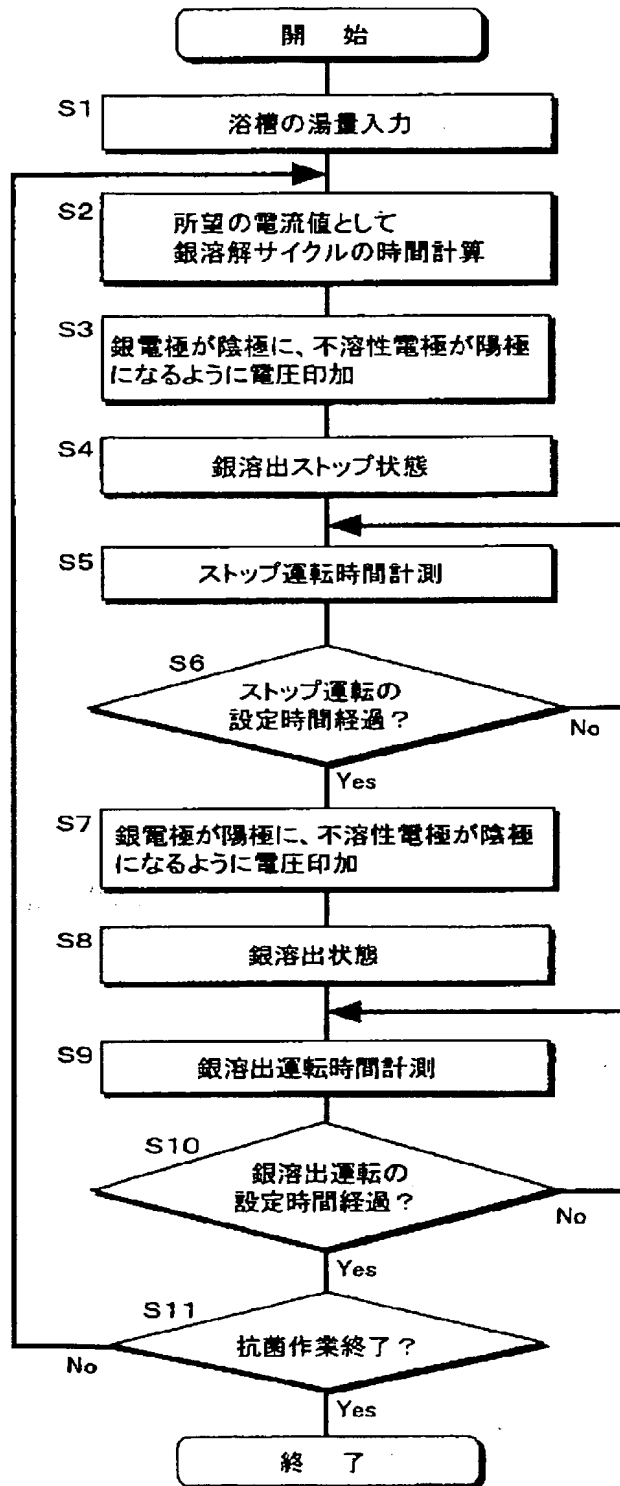 開 始
S1
浴槽の湯量入力
S2
所望の電流値として
銀溶解サイクルの時間計算
S3
銀電極が陰極に、不溶性電極が陽極
になるように電圧印加
S4
銀溶出ストップ状態
S5
ストップ運転時間計測
S6
ストップ運転の
設定時間経過?
No
Yes
S7
銀電極が陽極に、不溶性電極が陰極
になるように電圧印加
S8
銀溶出状態
S9
銀溶出運転時間計測
S10
銀溶出運転の
設定時間経過?
No
Yes
S11
抗菌作業終了?
No
Yes
終 了